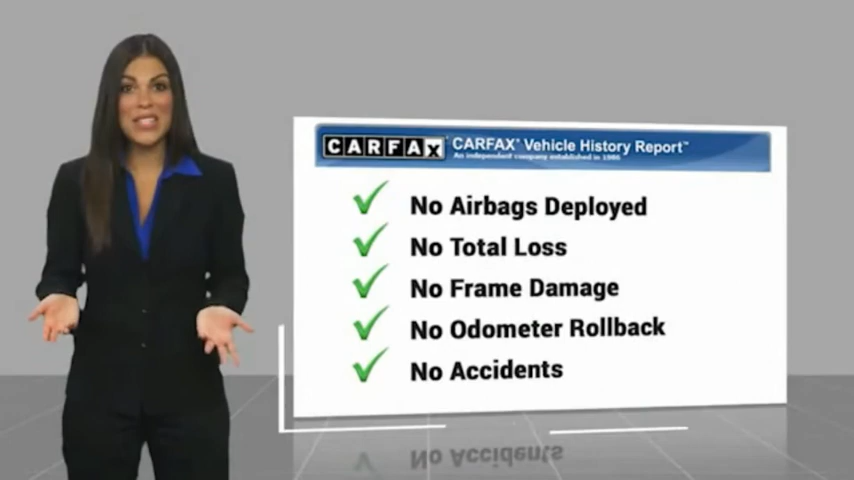 CARFAX
CARFAX® Vehicle History Report™
An independent company established in 1986
No Airbags Deployed
No Total Loss
No Frame Damage
No Odometer Rollback
No Accidents
No Accidents